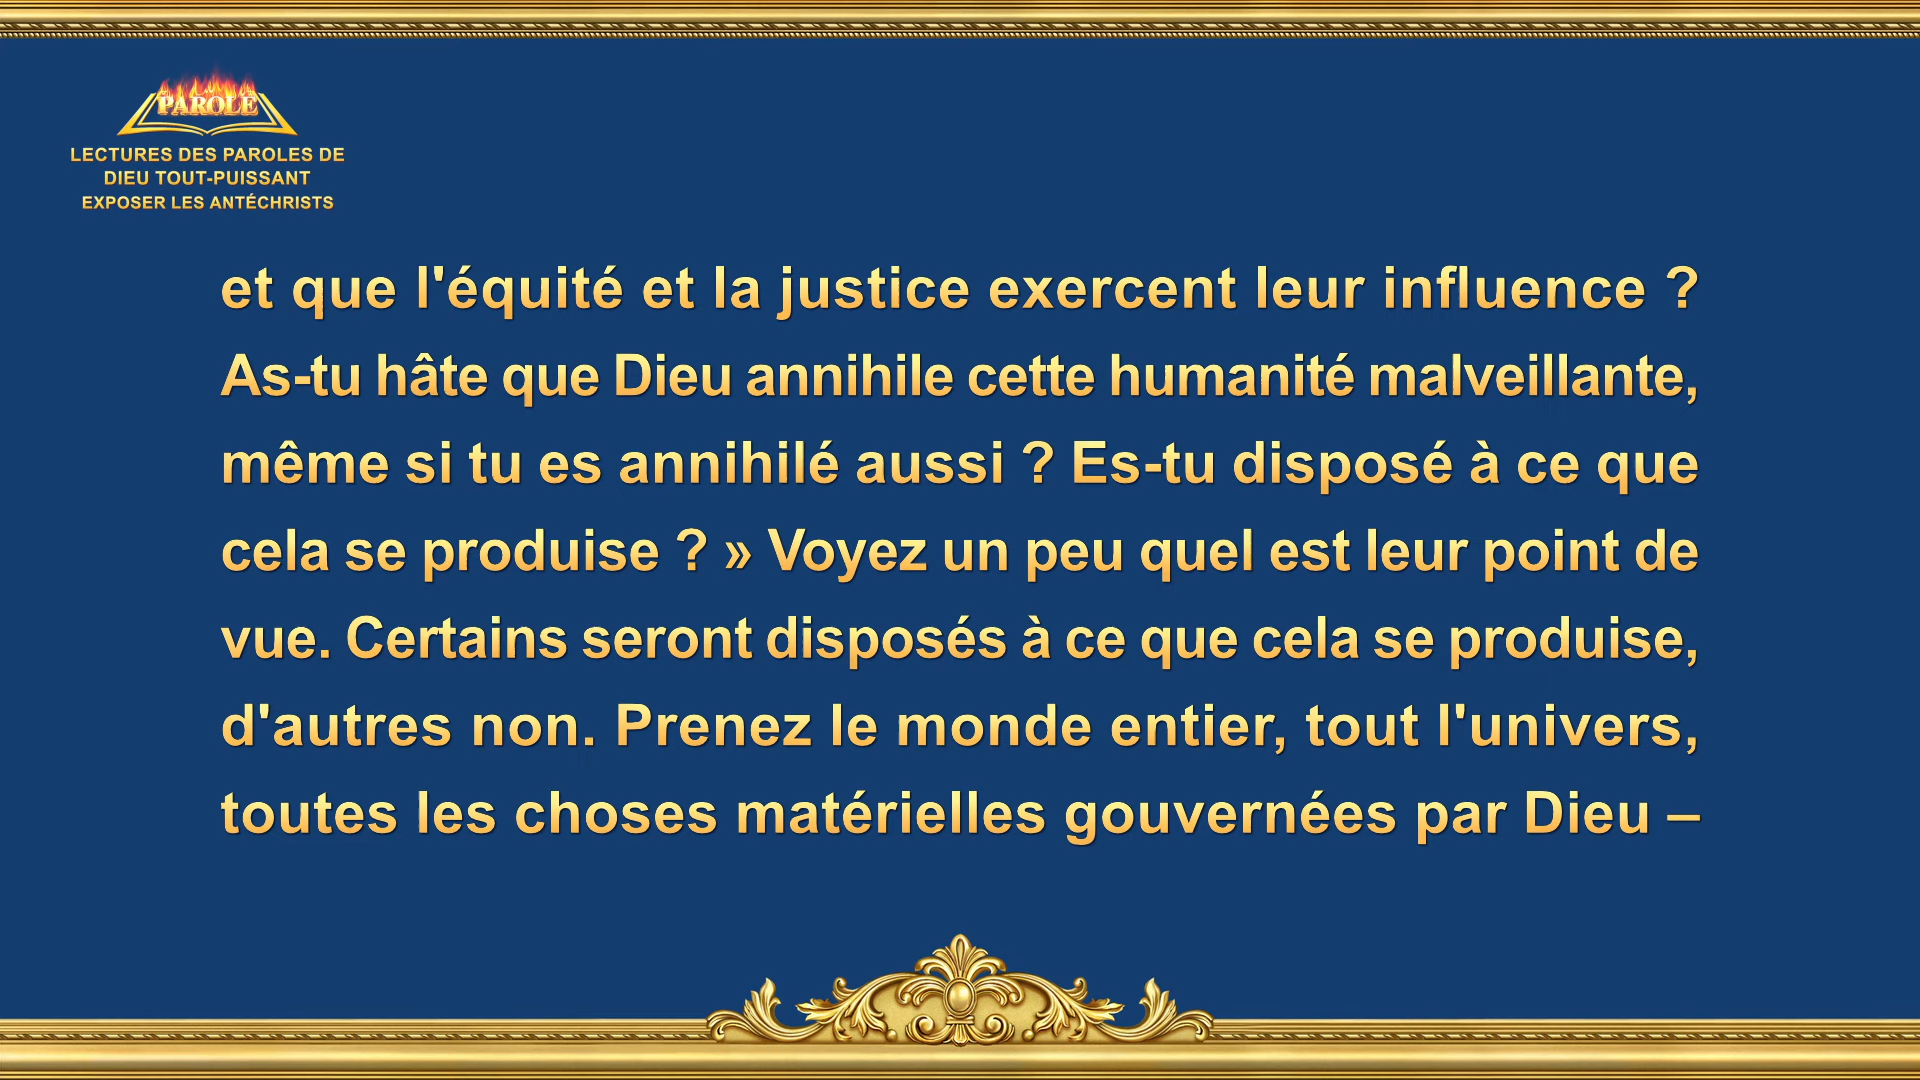 PAROLE
LECTURES DES PAROLES DE
DIEU TOUT-PUISSANT
EXPOSER LES ANTÉCHRISTS
et que l'équité et la justice exercent leur influence ?
As-tu hâte que Dieu annihile cette humanité malveillante,
même si tu es annihilé aussi ? Es-tu disposé à ce que
cela se produise ? » Voyez un peu quel est leur point de
vue. Certains seront disposés à ce que cela se produise,
d'autres non. Prenez le monde entier, tout l'univers,
toutes les choses matérielles gouvernées par Dieu –